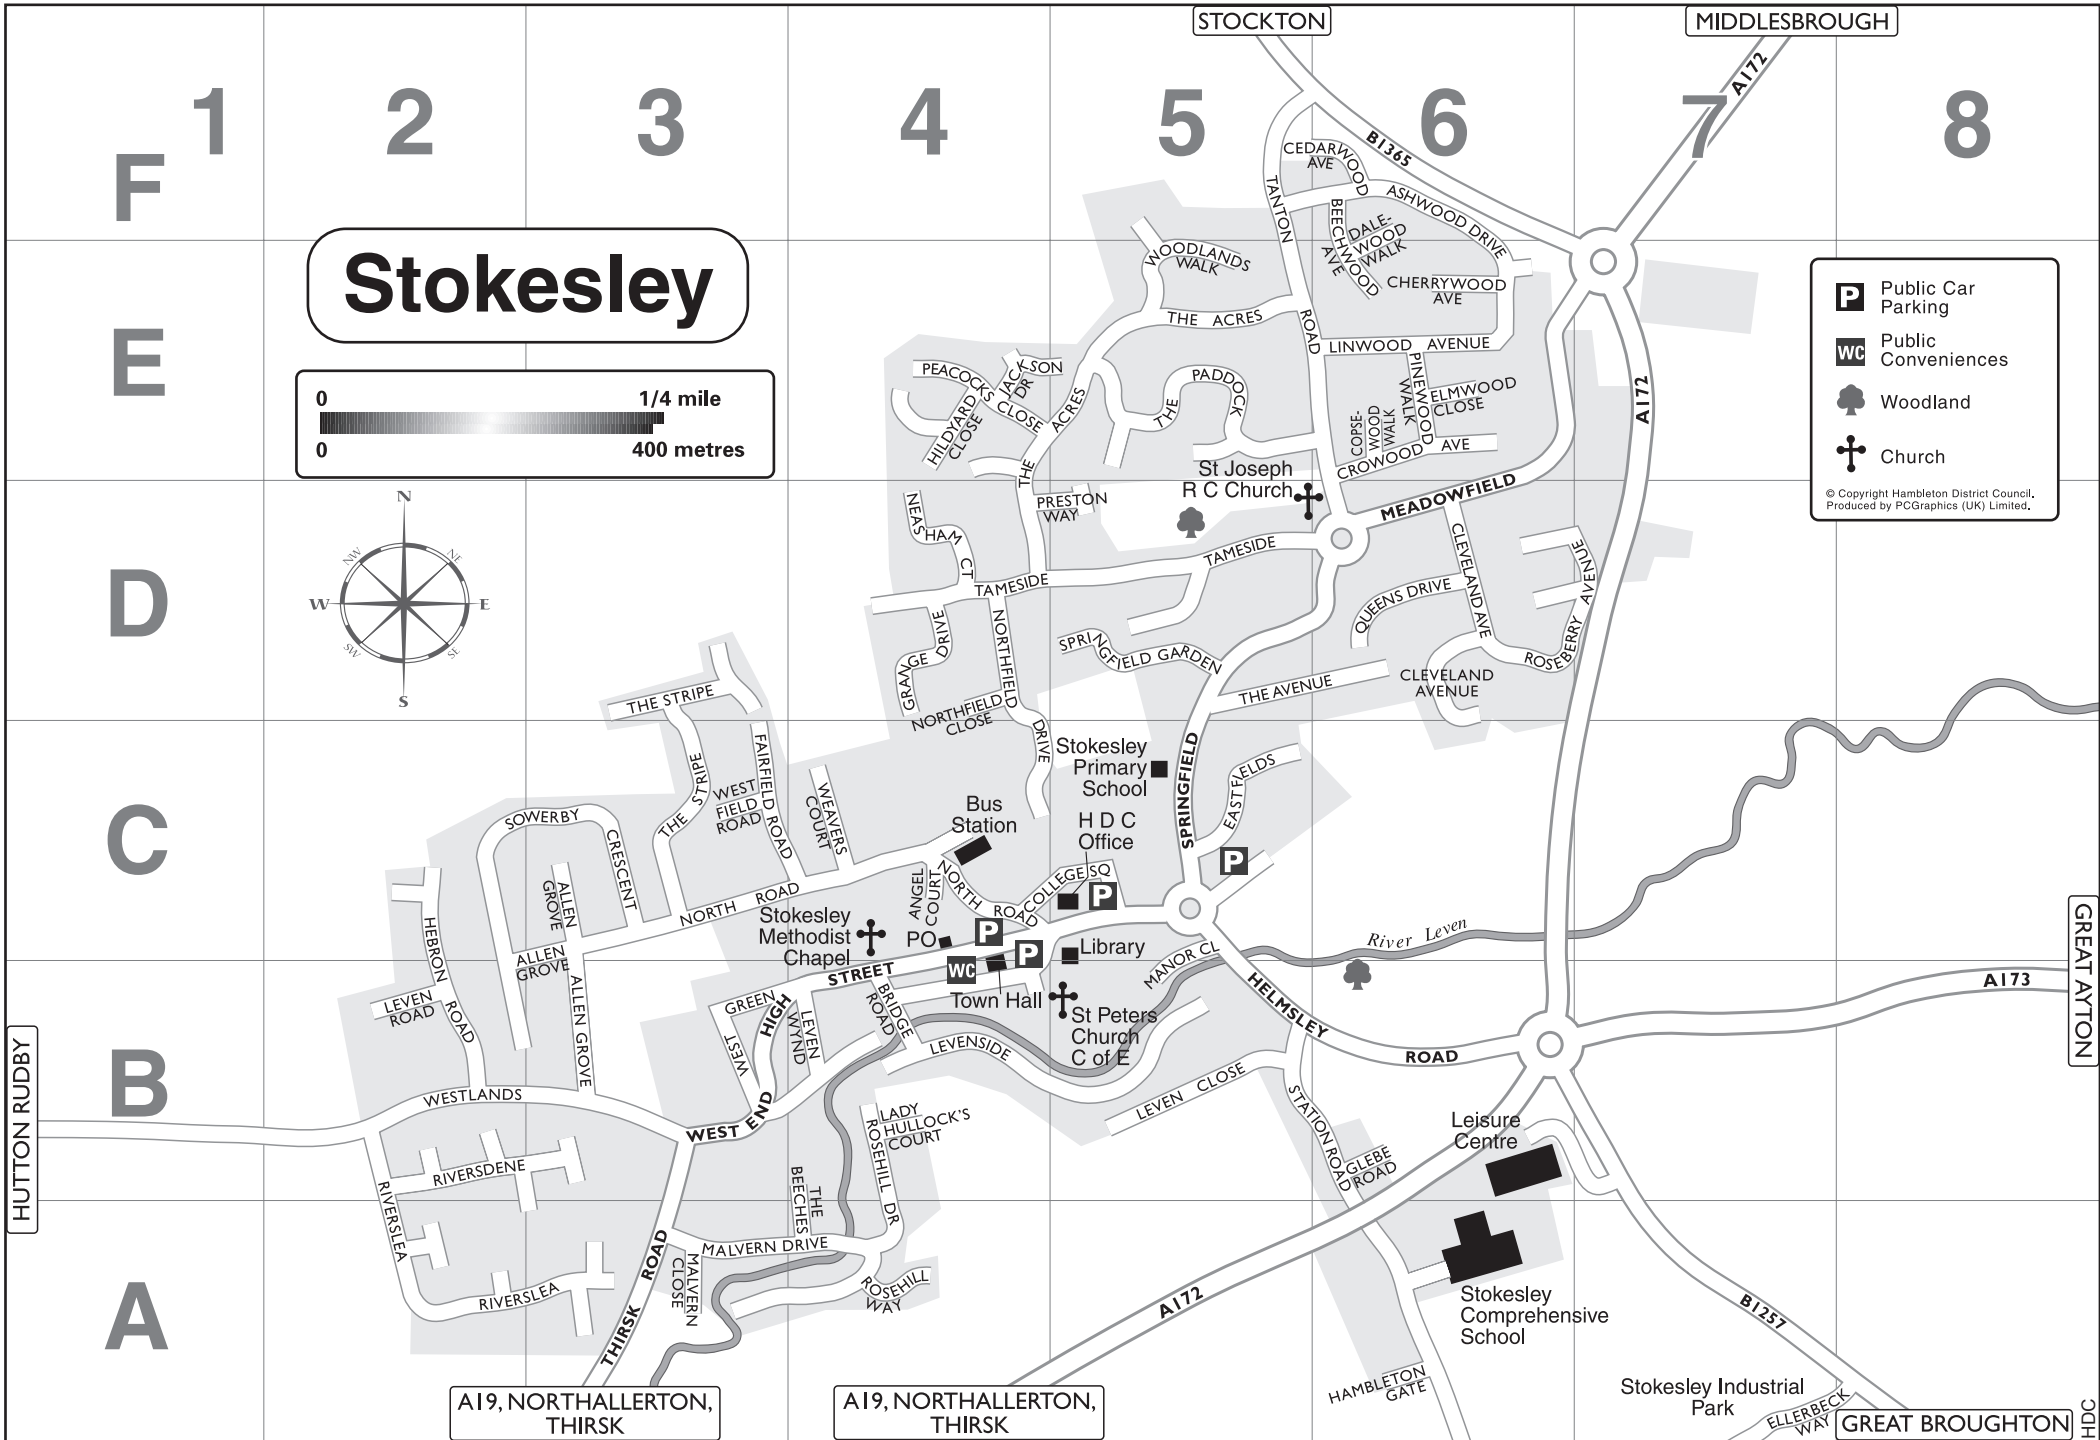 STOCKTON
MIDDLESBROUGH
1
2
3
4
5
6
7
8
F
E
D
C
B
A
Stokesley
0
1/4 mile
0
400 metres
N
NE
E
SE
S
SW
W
NW
P
Public Car
Parking
WC
Public
Conveniences
Woodland
Church
© Copyright Hambleton District Council.
Produced by PCGraphics (UK) Limited.
A172
B1365
CEDARWOOD
AVE
TANTON
ROAD
ASHWOOD DRIVE
BEECHWOOD
AVE
DALE-
WOOD
WALK
CHERRYWOOD
AVE
WOODLANDS
WALK
THE ACRES
LINWOOD AVENUE
PINEWOOD
WALK
ELMWOOD
CLOSE
COPSE-
WOOD
WALK
CROWOOD AVE
A172
PEACOCKS
CLOSE
JACKSON
DR
HILDYARD
CLOSE
THE ACRES
THE PADDOCK
St Joseph
R C Church
MEADOWFIELD
NEASHAM CT
PRESTON
WAY
TAMESIDE
TAMESIDE
CLEVELAND AVE
QUEENS DRIVE
ROSEBERRY AVENUE
CLEVELAND
AVENUE
GRANGE DRIVE
NORTHFIELD
DRIVE
NORTHFIELD
CLOSE
SPRINGFIELD GARDEN
THE AVENUE
THE STRIPE
THE STRIPE
FAIRFIELD ROAD
WEST
FIELD
ROAD
WEAVERS
COURT
Stokesley
Primary
School
SPRINGFIELD
EASTFIELDS
Bus
Station
H D C
Office
SOWERBY
CRESCENT
ALLEN
GROVE
NORTH ROAD
ANGEL
COURT
NORTH
ROAD
COLLEGE SQ
P
P
P
P
Stokesley
Methodist
Chapel
PO
Library
WC
Town Hall
HEBRON
ROAD
LEVEN
ROAD
ALLEN
GROVE
ALLEN GROVE
HIGH
STREET
GREEN
WEST
LEVEN
WYND
BRIDGE
ROAD
St Peters
Church
C of E
LEVENSIDE
MANOR CL
River Leven
HELMSLEY
ROAD
A173
GREAT AYTON
HUTTON RUDBY
WESTLANDS
WEST END
LEVEN CLOSE
STATION ROAD
GLEBE
ROAD
Leisure
Centre
LADY
HULLOCK'S
COURT
ROSEHILL DR
RIVERSDENE
RIVERSLEA
RIVERSLEA
THE
BEECHES
MALVERN DRIVE
MALVERN
CLOSE
THIRSK
ROAD
ROSEHILL
WAY
A172
Stokesley
Comprehensive
School
B1257
HAMBLETON
GATE
Stokesley Industrial
Park
ELLERBECK
WAY
A19, NORTHALLERTON,
THIRSK
A19, NORTHALLERTON,
THIRSK
GREAT BROUGHTON
HDC